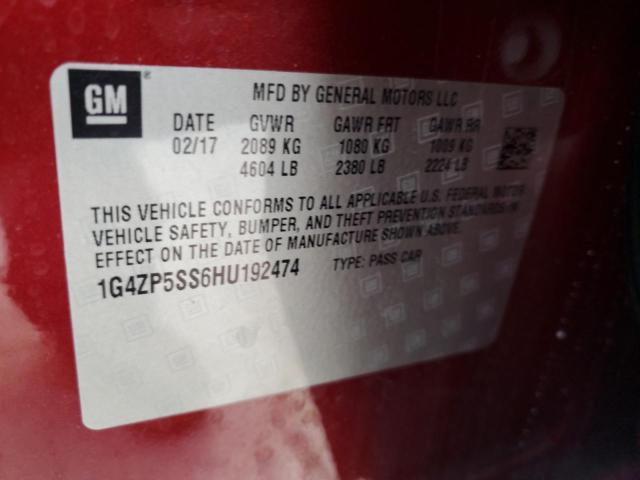 GM
MFD BY GENERAL MOTORS LLC
DATE GVWR GAWR FRT GAWR RR
02/17 2089 KG 1080 KG 1009 KG
4604 LB 2380 LB 2224 LB
THIS VEHICLE CONFORMS TO ALL APPLICABLE U.S. FEDERAL MOTOR
VEHICLE SAFETY, BUMPER, AND THEFT PREVENTION STANDARDS IN
EFFECT ON THE DATE OF MANUFACTURE SHOWN ABOVE.
1G4ZP5SS6HU192474 TYPE: PASS CAR